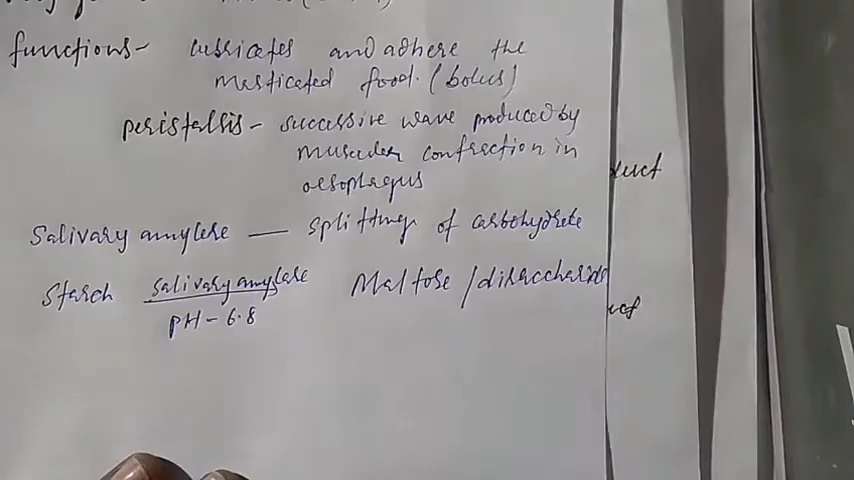 functions - lubricates and adhere the
masticated food. (bolus)
peristalsis - successive wave produced by
muscular contraction in
oesophagus
Salivary amylase — splitting of carbohydrate
Starch salivary amylase Maltose / disaccharide
pH - 6.8
duct